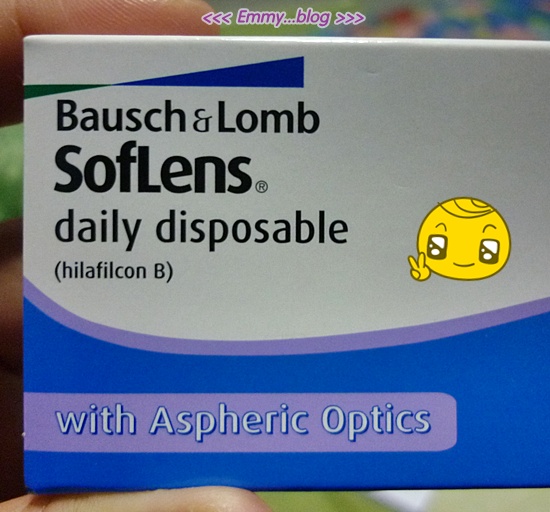 <<< Emmy...blog >>>
Bausch & Lomb
SofLens®
daily disposable
(hilafilcon B)
with Aspheric Optics